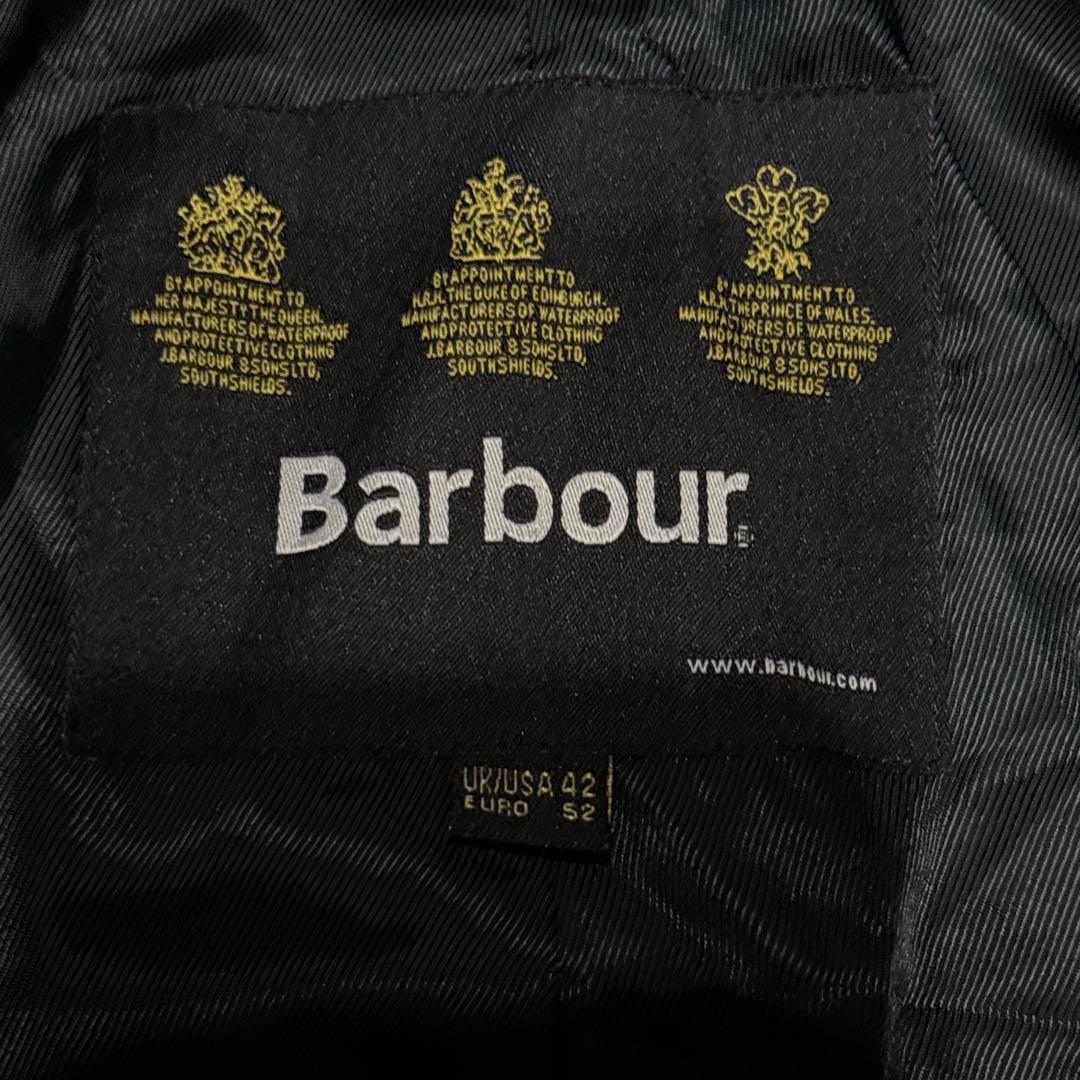 BY APPOINTMENT TO
HER MAJESTY THE QUEEN.
MANUFACTURERS OF WATERPROOF
AND PROTECTIVE CLOTHING
J.BARBOUR & SONS LTD,
SOUTH SHIELDS.
BY APPOINTMENT TO
H.R.H. THE DUKE OF EDINBURGH.
MANUFACTURERS OF WATERPROOF
AND PROTECTIVE CLOTHING
J.BARBOUR & SONS LTD,
SOUTH SHIELDS.
BY APPOINTMENT TO
H.R.H. THE PRINCE OF WALES.
MANUFACTURERS OF WATERPROOF
AND PROTECTIVE CLOTHING
J.BARBOUR & SONS LTD,
SOUTH SHIELDS.
Barbour
www.barbour.com
UK/USA 42
EURO 52